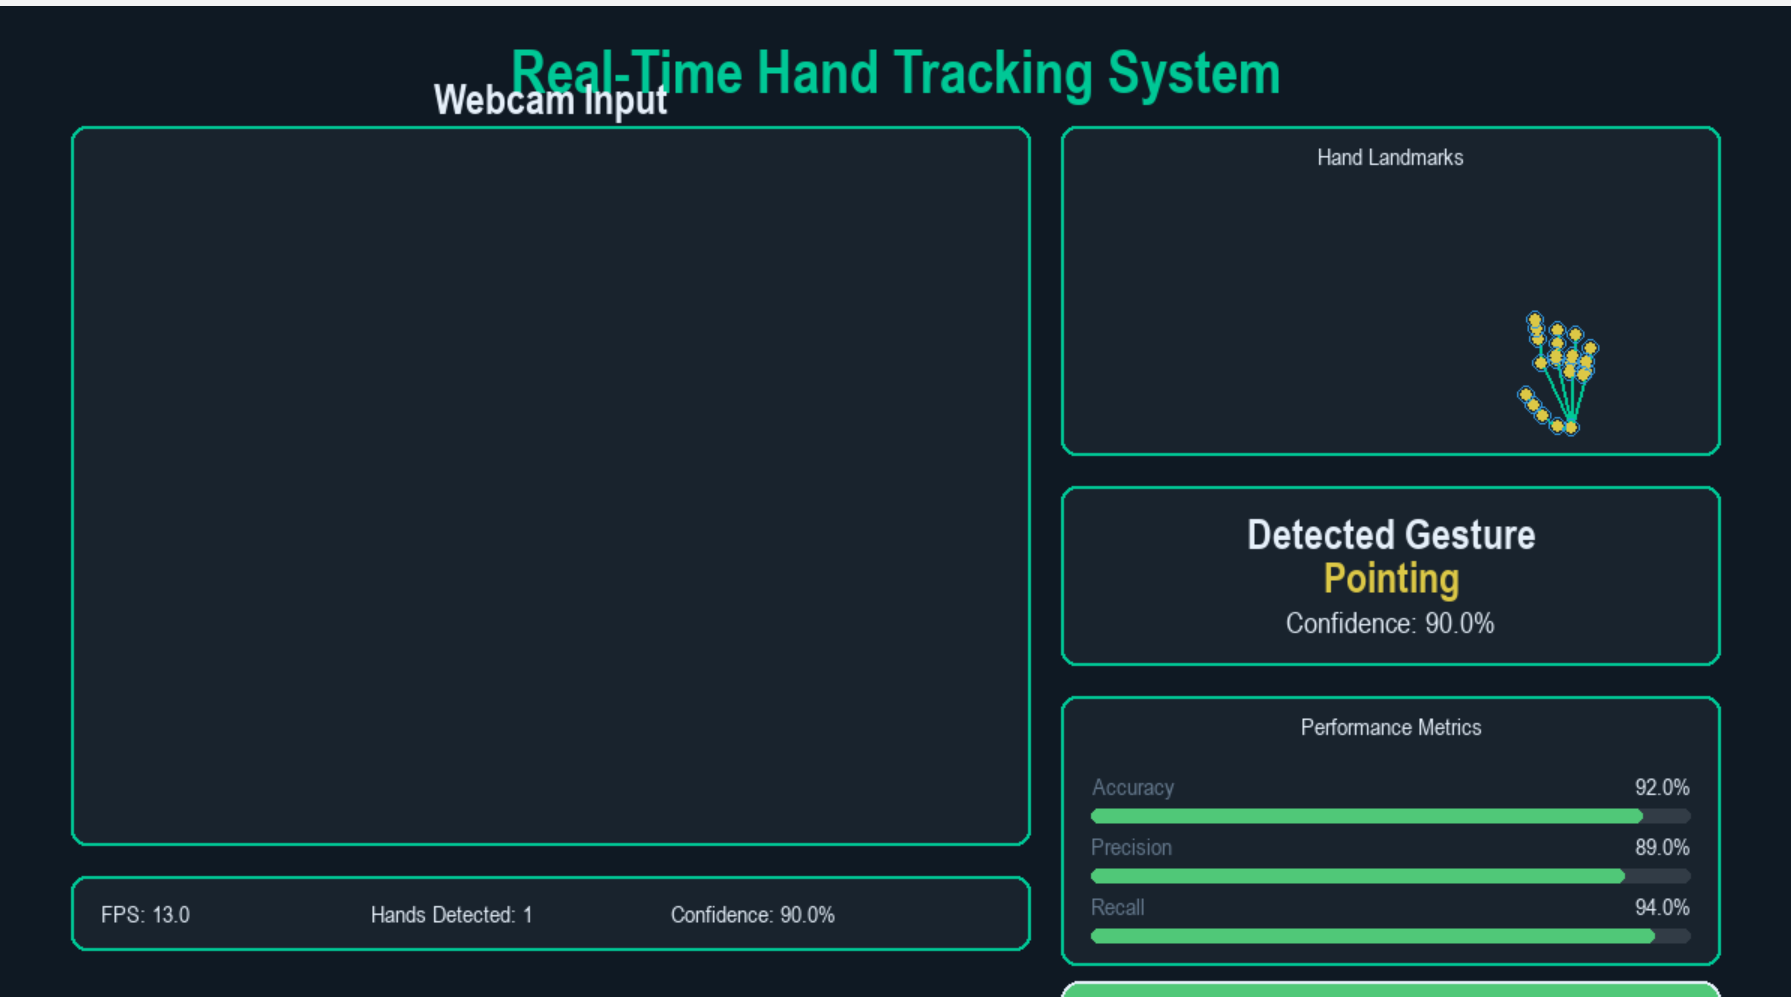 Real-Time Hand Tracking System
Webcam Input
Hand Landmarks
Detected Gesture
Pointing
Confidence: 90.0%
Performance Metrics
Accuracy 92.0%
Precision 89.0%
Recall 94.0%
FPS: 13.0 Hands Detected: 1 Confidence: 90.0%